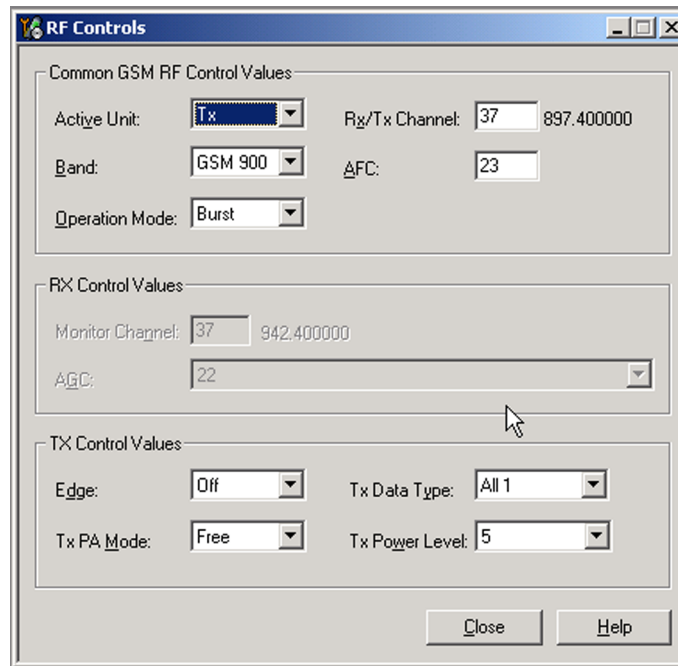 RF Controls
Common GSM RF Control Values
Active Unit: Tx Rx/Tx Channel: 37 897.400000
Band: GSM 900 AFC: 23
Operation Mode: Burst
RX Control Values
Monitor Channel: 37 942.400000
AGC: 22
TX Control Values
Edge: Off Tx Data Type: All 1
Tx PA Mode: Free Tx Power Level: 5
Close Help